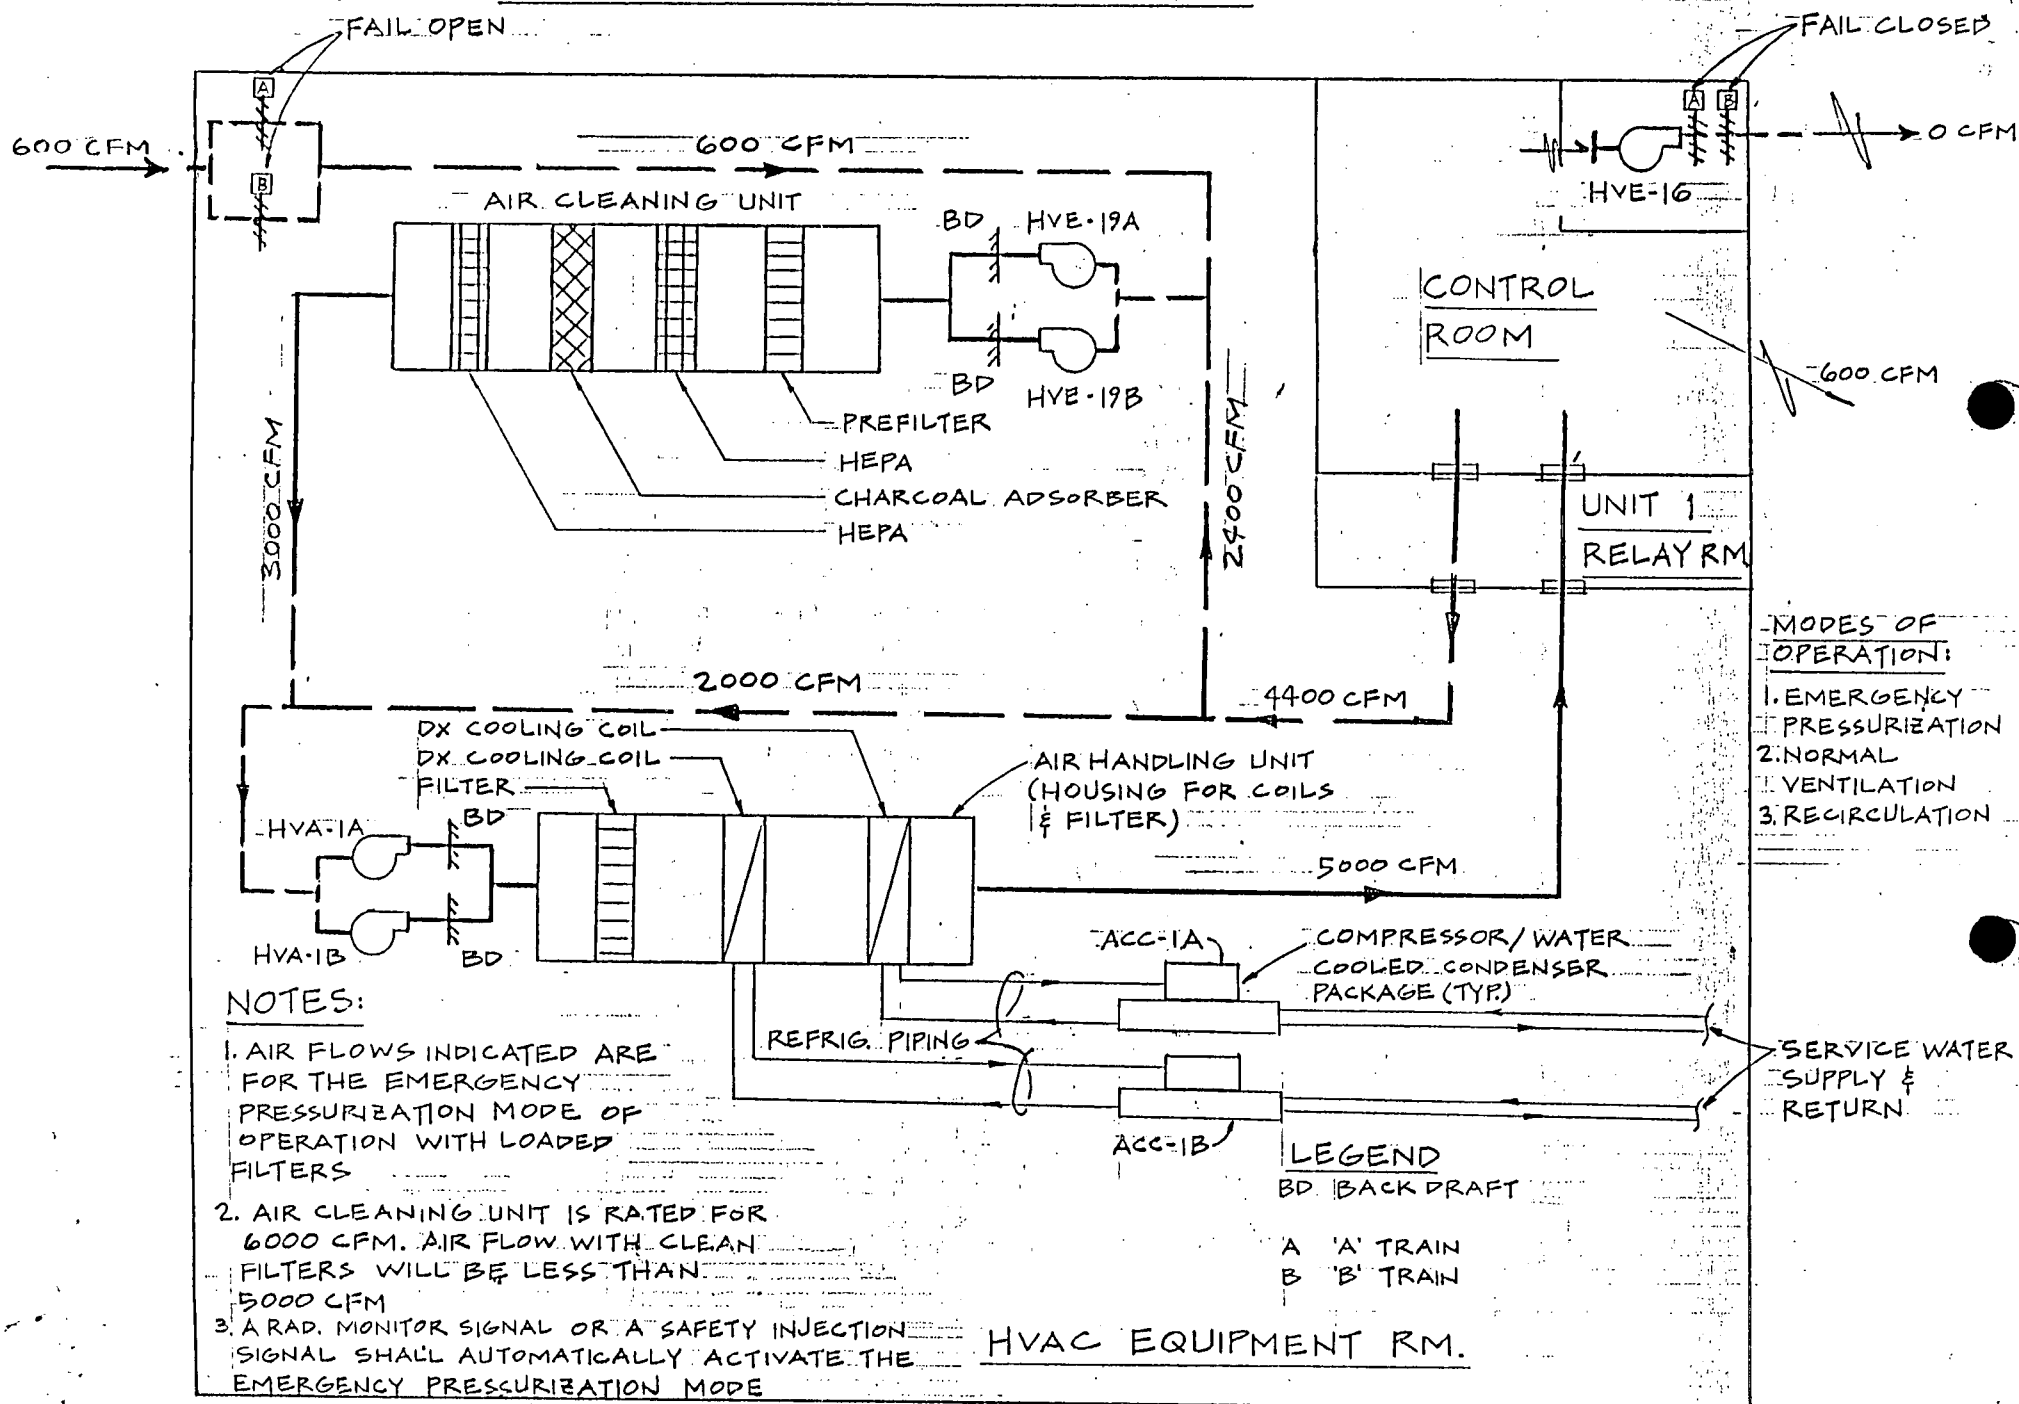 FAIL OPEN
FAIL CLOSED
A
A
B
600 CFM
600 CFM
0 CFM
B
HVE-16
AIR CLEANING UNIT
BD
HVE-19A
CONTROL
ROOM
600 CFM
BD
HVE-19B
PREFILTER
HEPA
CHARCOAL ADSORBER
HEPA
3000 CFM
2400 CFM
UNIT 1
RELAY RM
MODES OF
OPERATION:
1. EMERGENCY
PRESSURIZATION
2. NORMAL
VENTILATION
3. RECIRCULATION
2000 CFM
4400 CFM
DX COOLING COIL
DX COOLING COIL
FILTER
AIR HANDLING UNIT
(HOUSING FOR COILS
& FILTER)
HVA-1A
BD
5000 CFM
HVA-1B
BD
ACC-1A
COMPRESSOR/WATER
COOLED CONDENSER
PACKAGE (TYP.)
REFRIG. PIPING
SERVICE WATER
SUPPLY &
RETURN
ACC-1B
NOTES:
1. AIR FLOWS INDICATED ARE
FOR THE EMERGENCY
PRESSURIZATION MODE OF
OPERATION WITH LOADED
FILTERS
2. AIR CLEANING UNIT IS RATED FOR
6000 CFM. AIR FLOW WITH CLEAN
FILTERS WILL BE LESS THAN
5000 CFM
3. A RAD. MONITOR SIGNAL OR A SAFETY INJECTION
SIGNAL SHALL AUTOMATICALLY ACTIVATE THE
EMERGENCY PRESSURIZATION MODE
LEGEND
BD BACK DRAFT
A 'A' TRAIN
B 'B' TRAIN
HVAC EQUIPMENT RM.